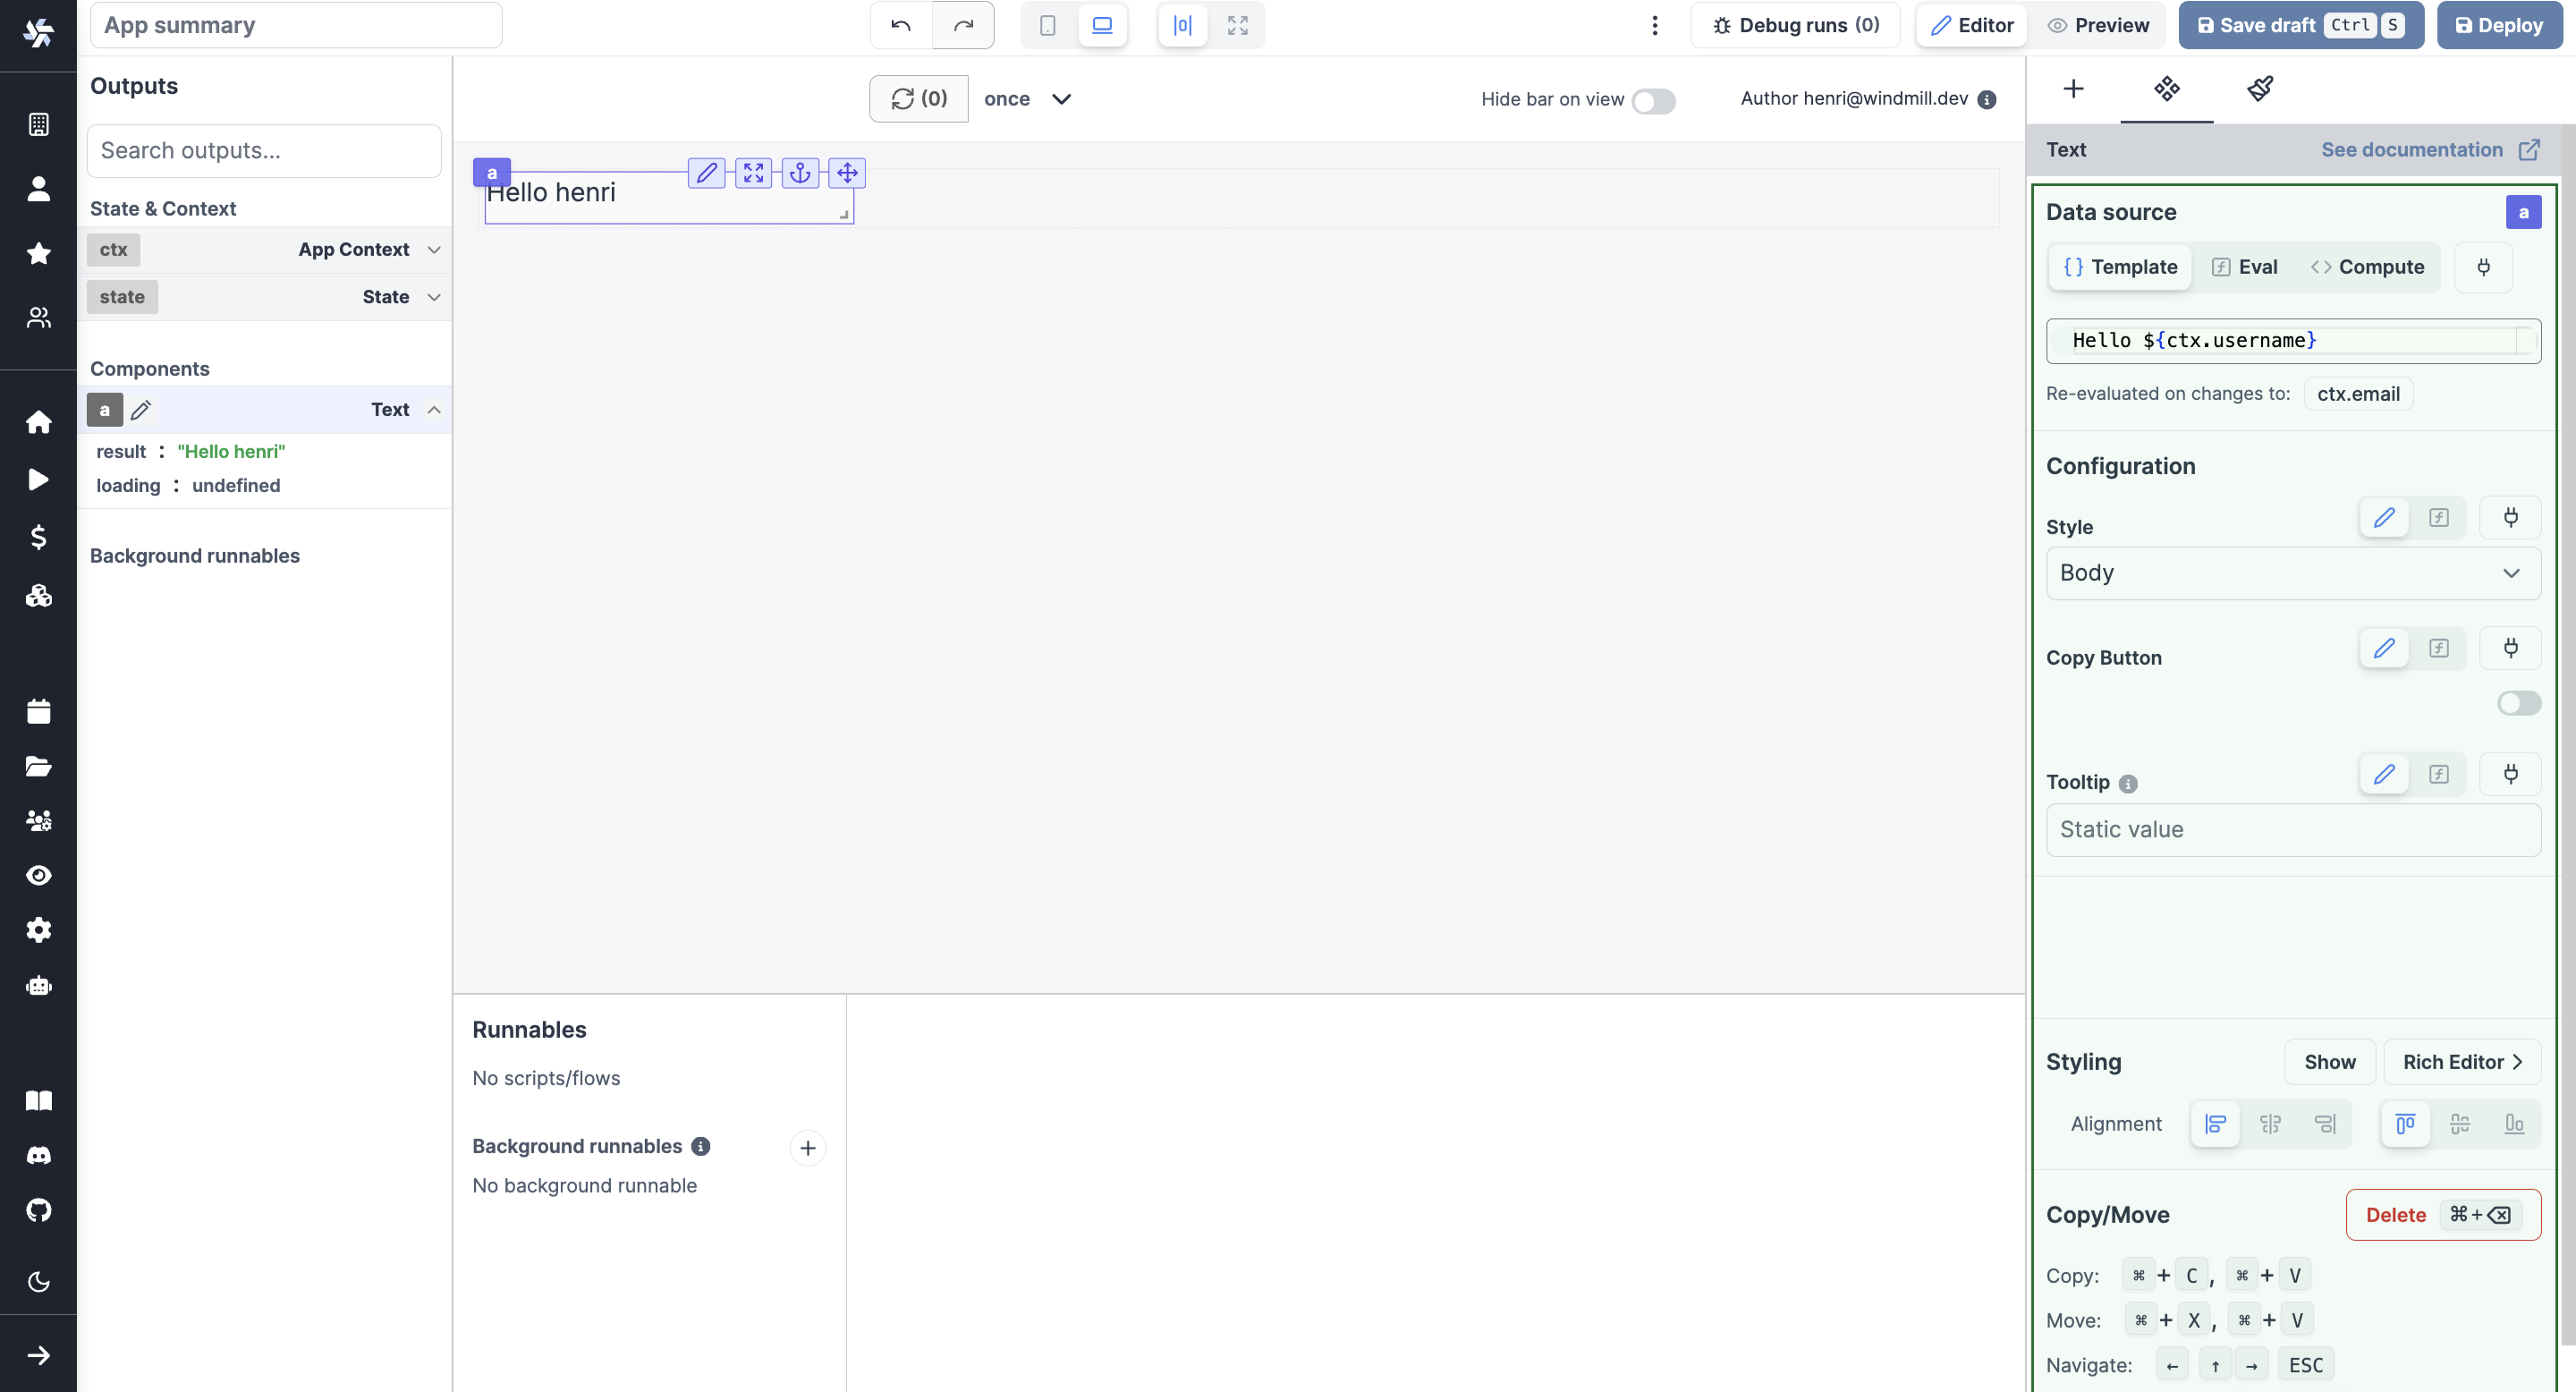 App summary
Debug runs (0)
Editor
Preview
Save draft Ctrl S
Deploy
Outputs
Search outputs...
State & Context
ctx App Context
state State
Components
a Text
result : "Hello henri"
loading : undefined
Background runnables
(0) once
Hide bar on view
Author henri@windmill.dev
a
Hello henri
Runnables
No scripts/flows
Background runnables
+
No background runnable
Text See documentation
Data source a
{ } Template Eval <> Compute
Hello ${ctx.username}
Re-evaluated on changes to: ctx.email
Configuration
Style
Body
Copy Button
Tooltip
Static value
Styling Show Rich Editor >
Alignment
Copy/Move Delete ⌘+⌫
Copy: ⌘ + C, ⌘ + V
Move: ⌘ + X, ⌘ + V
Navigate: ← ↑ → ESC